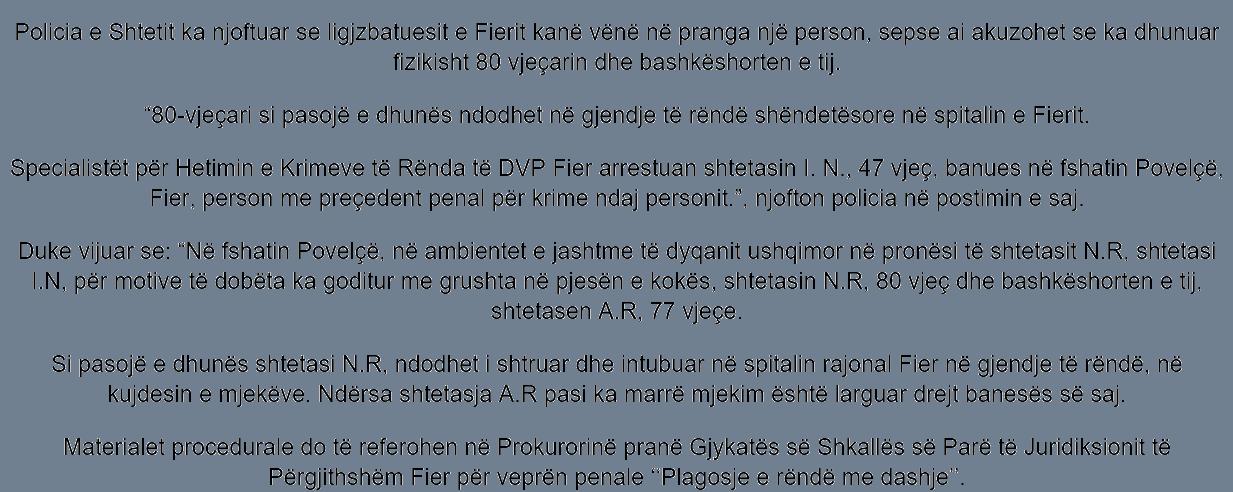 Policia e Shtetit ka njoftuar se ligjzbatuesit e Fierit kanë vënë në pranga një person, sepse ai akuzohet se ka dhunuar
fizikisht 80 vjeçarin dhe bashkëshorten e tij.
“80-vjeçari si pasojë e dhunës ndodhet në gjendje të rëndë shëndetësore në spitalin e Fierit.
Specialistët për Hetimin e Krimeve të Rënda të DVP Fier arrestuan shtetasin I. N., 47 vjeç, banues në fshatin Povelçë,
Fier, person me preçedent penal për krime ndaj personit.”, njofton policia në postimin e saj.
Duke vijuar se: “Në fshatin Povelçë, në ambientet e jashtme të dyqanit ushqimor në pronësi të shtetasit N.R, shtetasi
I.N, për motive të dobëta ka goditur me grushta në pjesën e kokës, shtetasin N.R, 80 vjeç dhe bashkëshorten e tij,
shtetasen A.R, 77 vjeçe.
Si pasojë e dhunës shtetasi N.R, ndodhet i shtruar dhe intubuar në spitalin rajonal Fier në gjendje të rëndë, në
kujdesin e mjekëve. Ndërsa shtetasja A.R pasi ka marrë mjekim është larguar drejt banesës së saj.
Materialet procedurale do të referohen në Prokurorinë pranë Gjykatës së Shkallës së Parë të Juridiksionit të
Përgjithshëm Fier për veprën penale ‘’Plagosje e rëndë me dashje’’.